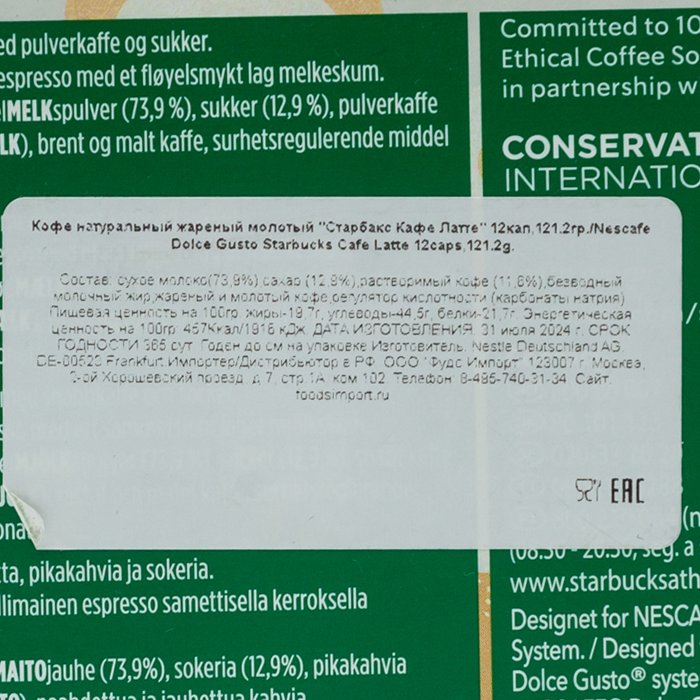 ed pulverkaffe og sukker.
espresso med et fløyelsmykt lag melkeskum.
MELKspulver (73,9 %), sukker (12,9 %), pulverkaffe
LK), brent og malt kaffe, surhetsregulerende middel
Committed to 10
Ethical Coffee So
in partnership w
CONSERVAT
INTERNATIO
Кофе натуральный жареный молотый "Старбакс Кафе Латте" 12кап,121.2гр./Nescafe
Dolce Gusto Starbucks Cafe Latte 12caps,121.2g.
Состав: сухое молоко(73,9%),сахар (12,9%),растворимый кофе (11,6%),безводный
молочный жир,жареный и молотый кофе,регулятор кислотности (карбонаты натрия).
Пищевая ценность на 100гр: жиры-19,7г, углеводы-44,5г, белки-21,7г. Энергетическая
ценность на 100гр: 457Ккал/1916 кДж. ДАТА ИЗГОТОВЛЕНИЯ: 31 июля 2024 г. СРОК
ГОДНОСТИ 365 сут. Годен до см на упаковке Изготовитель: Nestle Deutschland AG,
DE-60523 Frankfurt. Импортер/Дистрибьютор в РФ: ООО "Фудс Импорт" 123007 г. Москва,
2-ой Хорошевский проезд, д.7, стр.1А, ком 102. Телефон: 8-495-740-31-34. Сайт:
foodsimport.ru
EAC
ta, pikakahvia ja sokeria.
llimainen espresso samettisella kerroksella
MAITOjauhe (73,9%), sokeria (12,9%), pikakahvia
paahdettua ja jauhettua kahvia
(08.30 - 20.30, seg. a
www.starbucksath
Designet for NESCA
System. / Designed
Dolce Gusto® syste